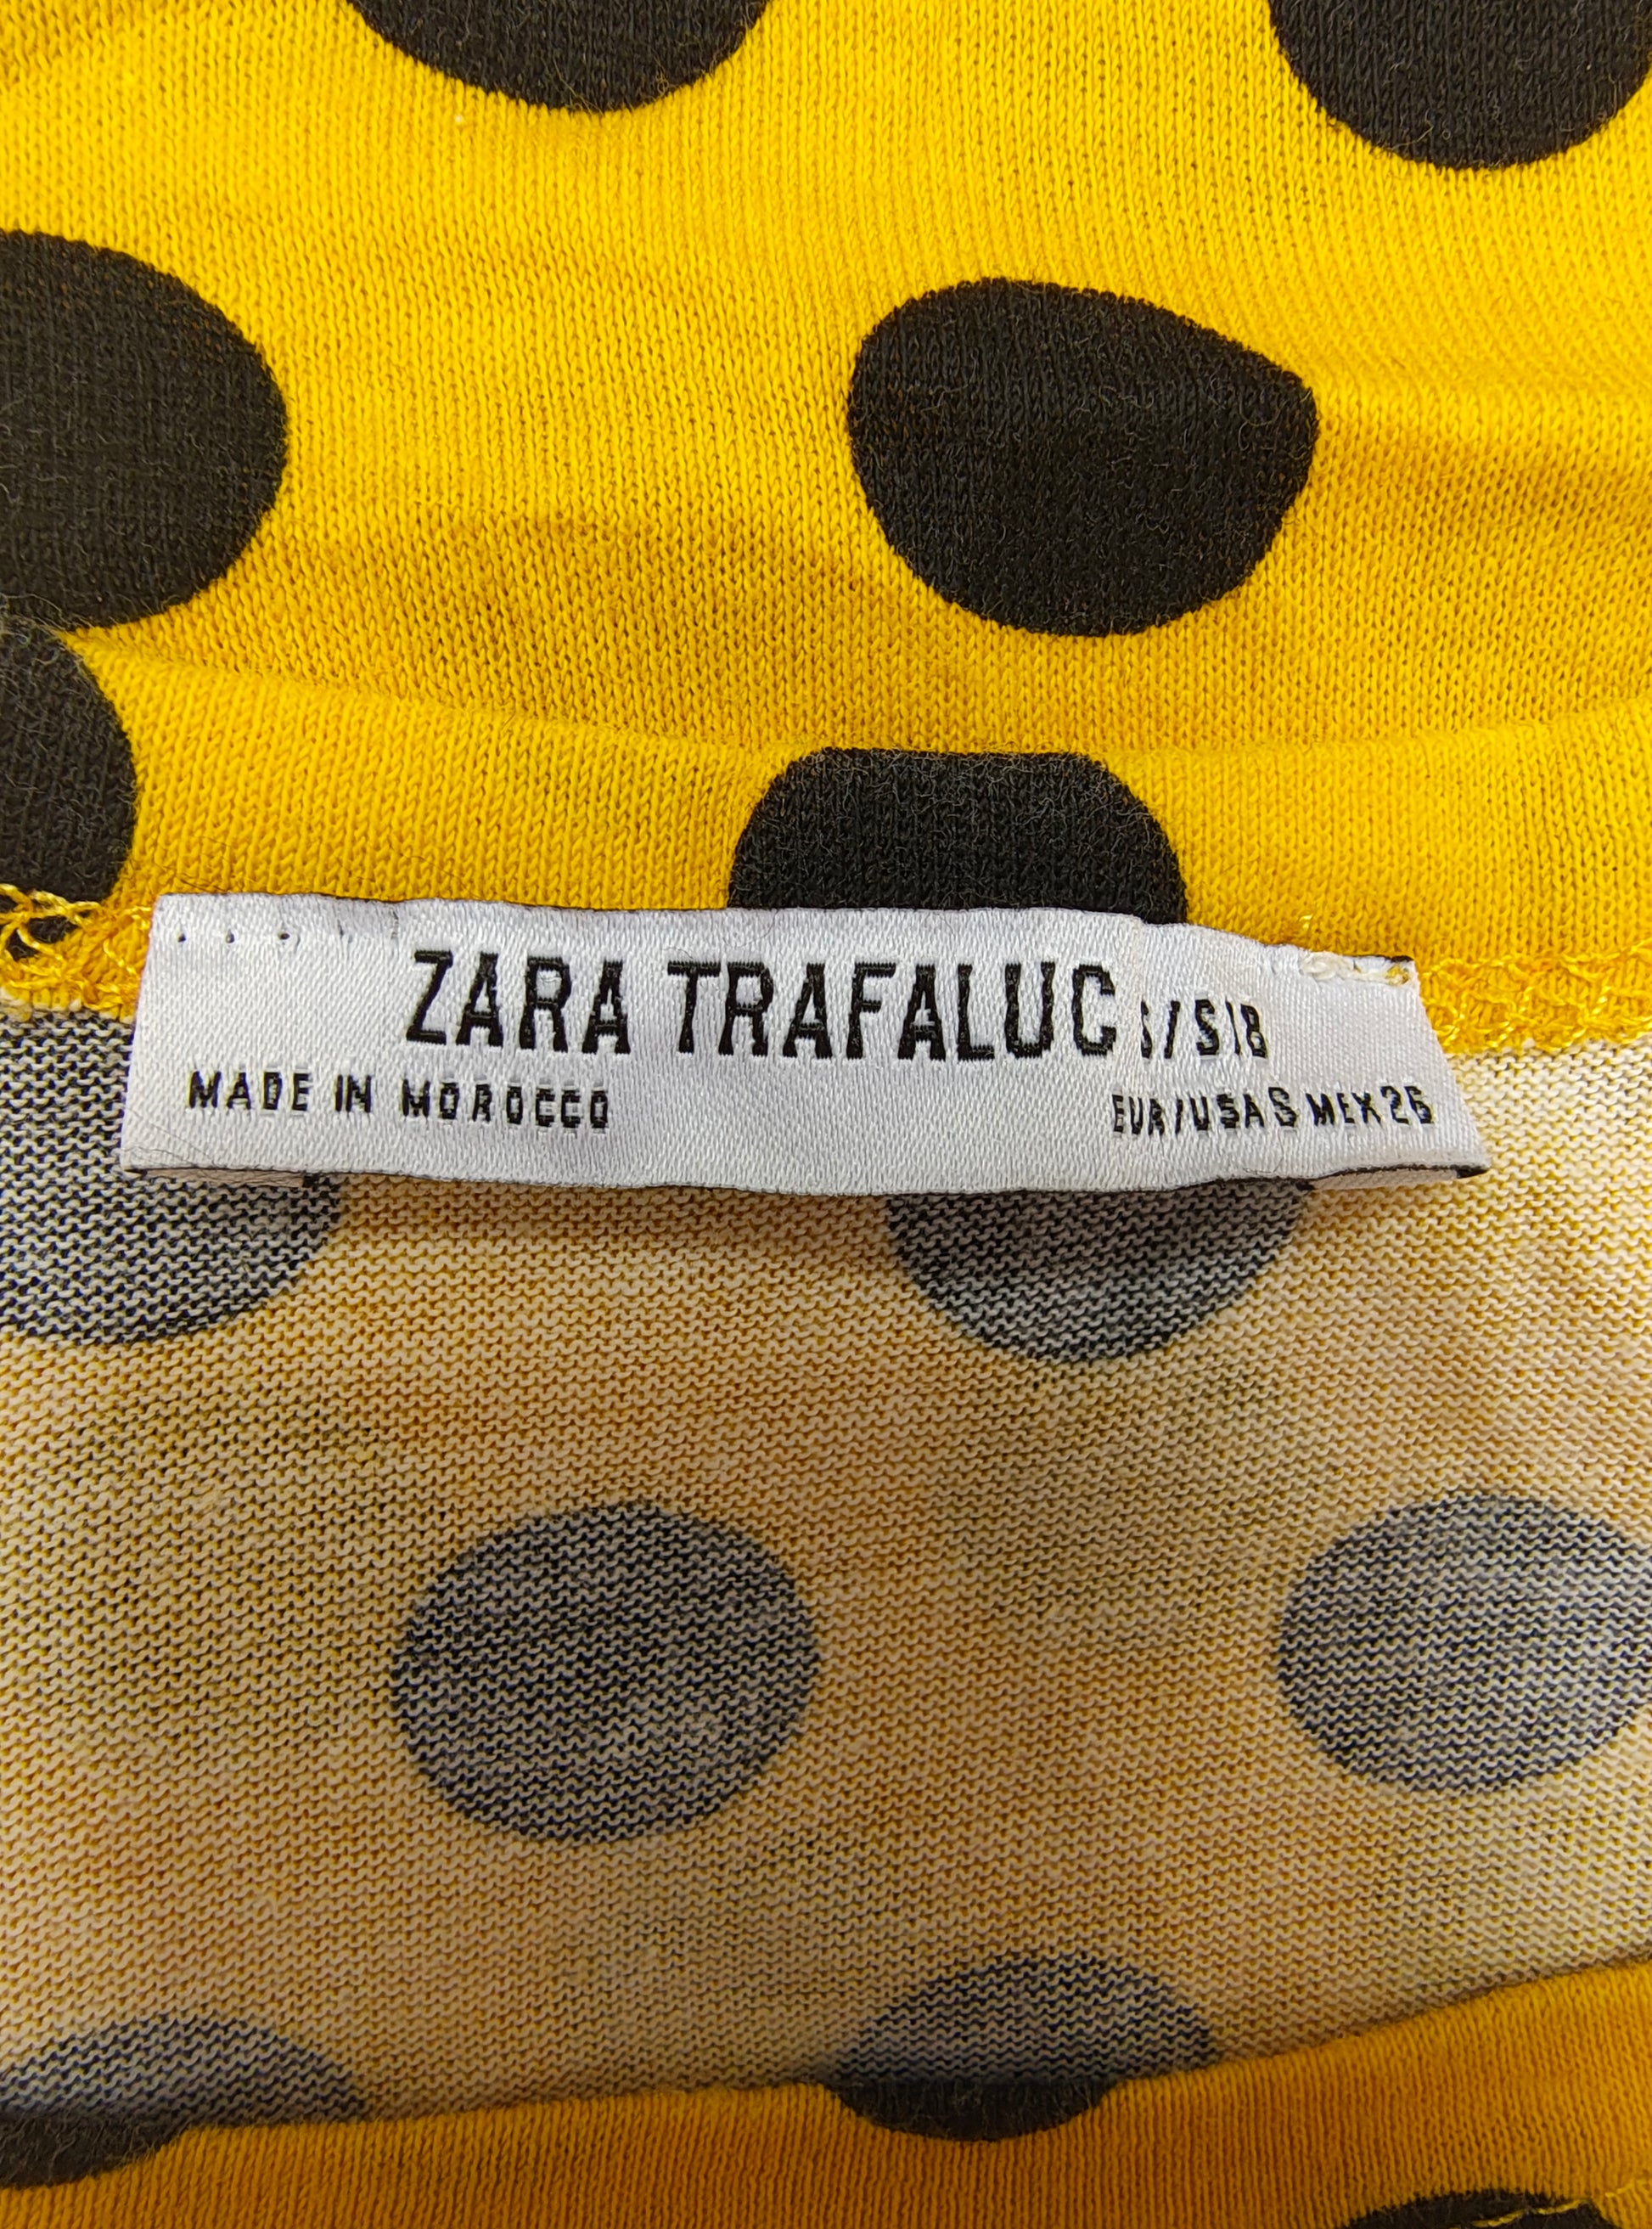 ZARA TRAFALUC S/S18
MADE IN MOROCCO EUR/USA S MEX 26